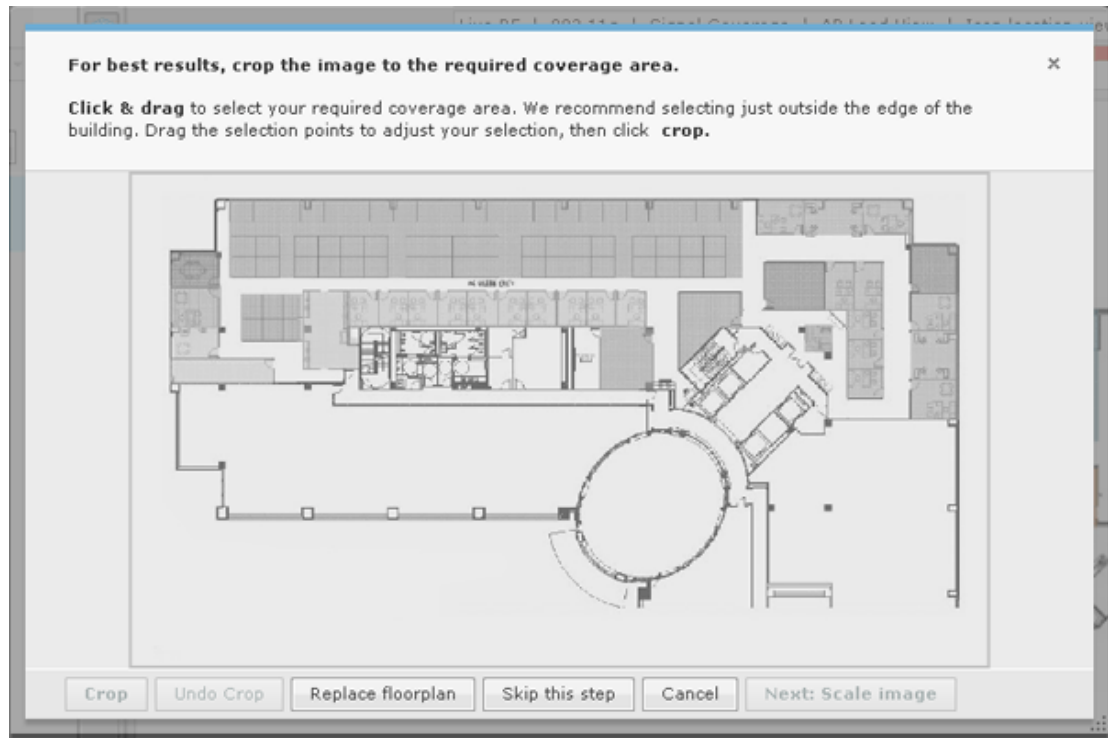 For best results, crop the image to the required coverage area.
×
Click & drag to select your required coverage area. We recommend selecting just outside the edge of the
building. Drag the selection points to adjust your selection, then click crop.
Crop
Undo Crop
Replace floorplan
Skip this step
Cancel
Next: Scale image